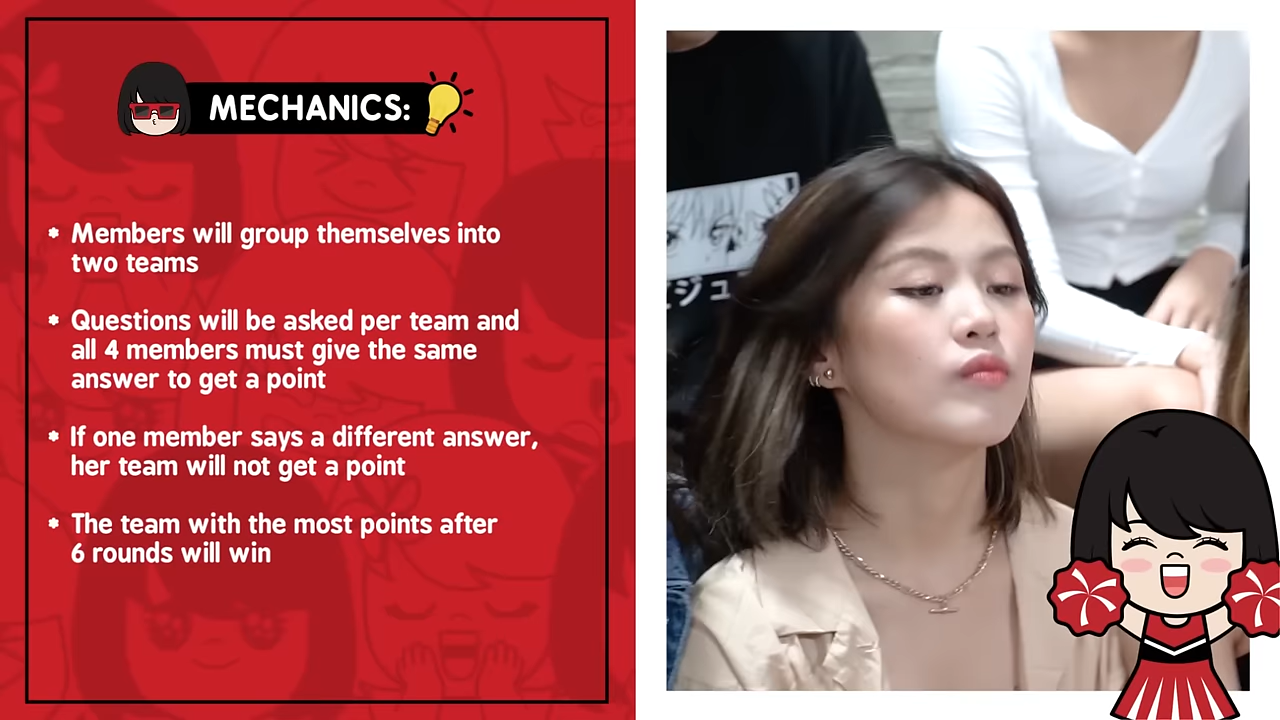 MECHANICS:
* Members will group themselves into
two teams
* Questions will be asked per team and
all 4 members must give the same
answer to get a point
* If one member says a different answer,
her team will not get a point
* The team with the most points after
6 rounds will win
ジュ